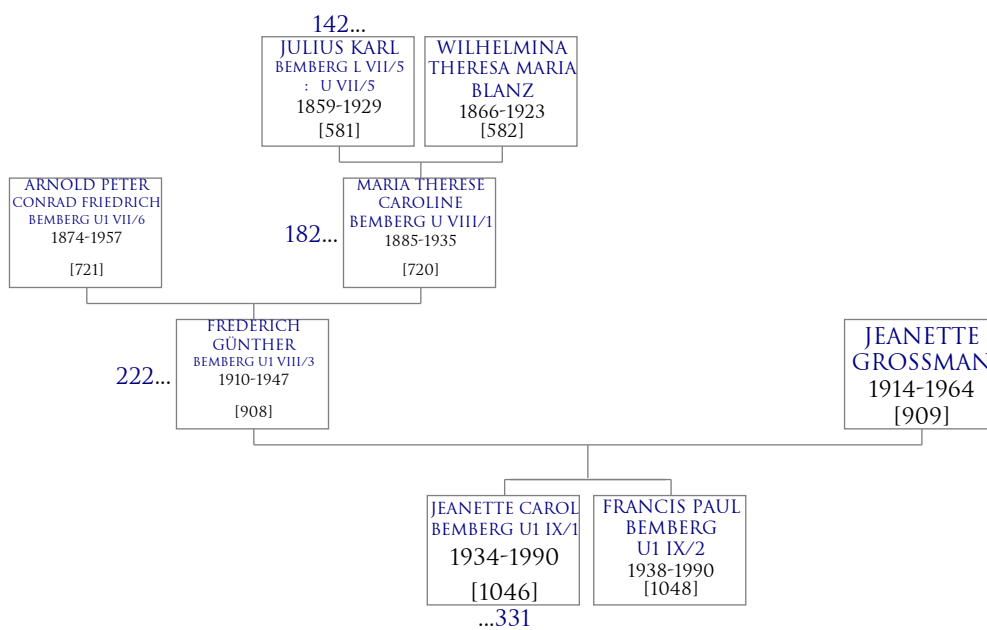 142...
JULIUS KARL
BEMBERG L VII/5
: U VII/5
1859-1929
[581]
WILHELMINA
THERESA MARIA
BLANZ
1866-1923
[582]
ARNOLD PETER
CONRAD FRIEDRICH
BEMBERG U1 VII/6
1874-1957
[721]
182...
MARIA THERESE
CAROLINE
BEMBERG U VIII/1
1885-1935
[720]
222...
FREDERICH
GÜNTHER
BEMBERG U1 VIII/3
1910-1947
[908]
JEANETTE
GROSSMAN
1914-1964
[909]
JEANETTE CAROL
BEMBERG U1 IX/1
1934-1990
[1046]
...331
FRANCIS PAUL
BEMBERG
U1 IX/2
1938-1990
[1048]